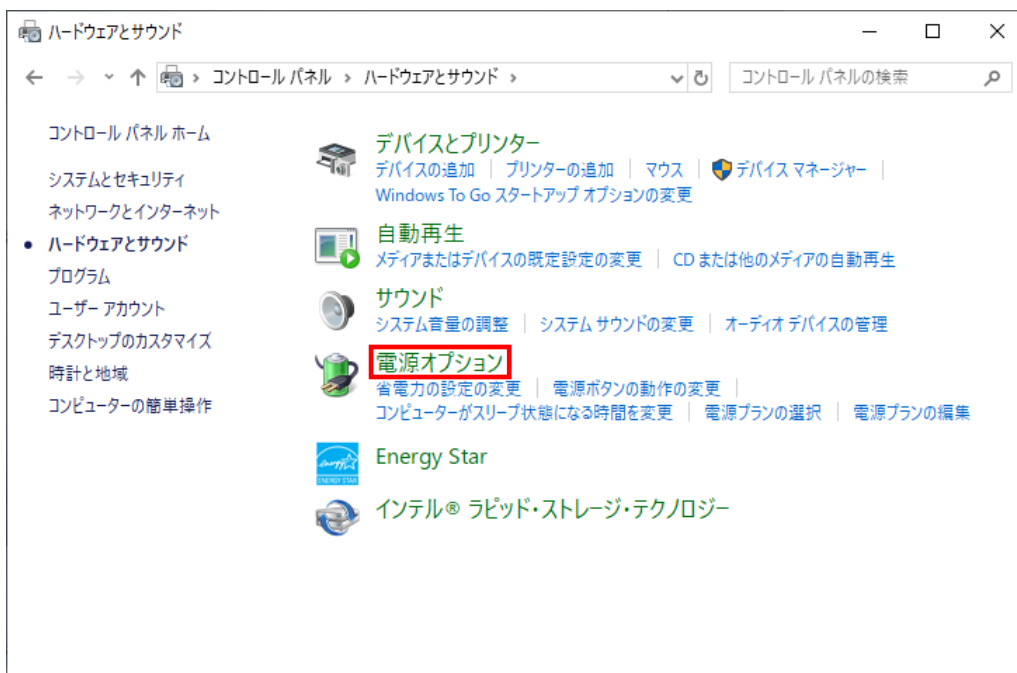 ハードウェアとサウンド
コントロール パネル › ハードウェアとサウンド ›
コントロール パネルの検索
コントロール パネル ホーム
システムとセキュリティ
ネットワークとインターネット
ハードウェアとサウンド
プログラム
ユーザー アカウント
デスクトップのカスタマイズ
時計と地域
コンピューターの簡単操作
デバイスとプリンター
デバイスの追加 | プリンターの追加 | マウス | デバイス マネージャー |
Windows To Go スタートアップ オプションの変更
自動再生
メディアまたはデバイスの既定設定の変更 | CD または他のメディアの自動再生
サウンド
システム音量の調整 | システム サウンドの変更 | オーディオ デバイスの管理
電源オプション
省電力の設定の変更 | 電源ボタンの動作の変更 |
コンピューターがスリープ状態になる時間を変更 | 電源プランの選択 | 電源プランの編集
energy
ENERGY STAR
Energy Star
インテル® ラピッド・ストレージ・テクノロジー